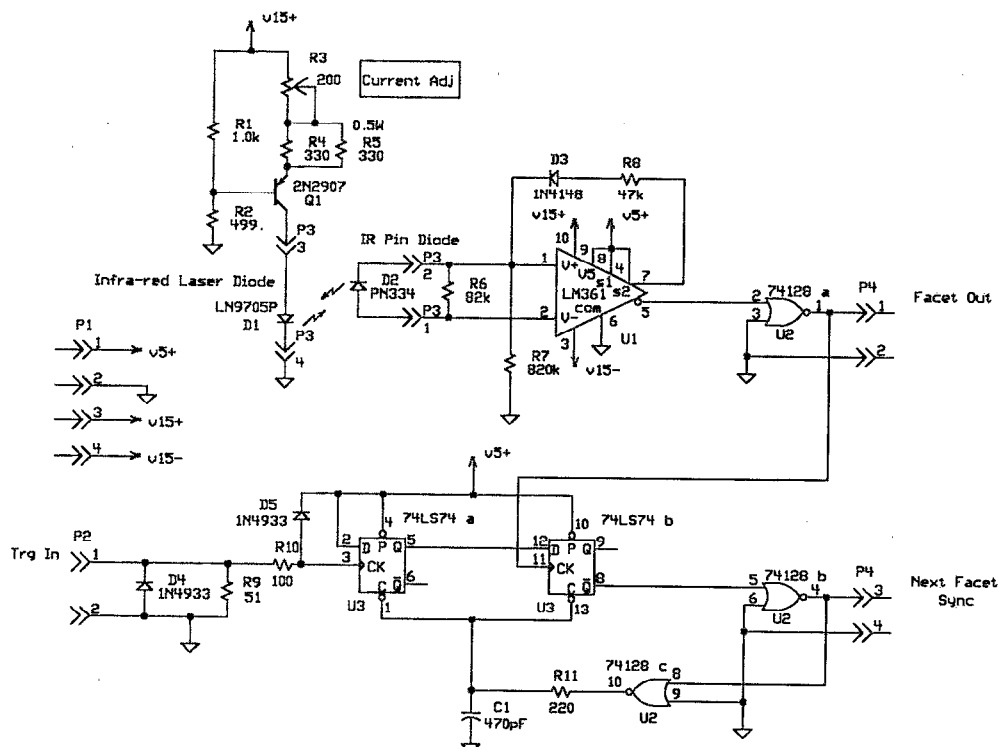 v15+
R3
200
Current Adj
R1
1.0k
0.5W
R4
330
R5
330
2N2907
Q1
R2
499.
P3
3
D3
1N4148
R8
47k
v15+
v5+
IR Pin Diode
P3
2
10
9
8
4
7
1
V+
V5
s1
s2
Infra-red Laser Diode
D2
PN334
R6
82k
LM361
com
5
LN9705P
D1
P3
4
P3
1
2
V-
3
6
U1
R7
820k
v15-
74128 a
2
3
1
U2
P4
1
2
Facet Out
P1
1
v5+
2
3
v15+
4
v15-
v5+
D5
1N4933
4
74LS74 a
10
74LS74 b
Trg In
P2
1
R10
100
2
D
P
Q
5
3
CK
Q
6
C
U3
1
12
D
P
Q
9
11
CK
Q
8
C
U3
13
D4
1N4933
R9
51
2
74128 b
5
6
4
U2
P4
3
4
Next Facet
Sync
74128 c
10
8
9
U2
R11
220
C1
470pF